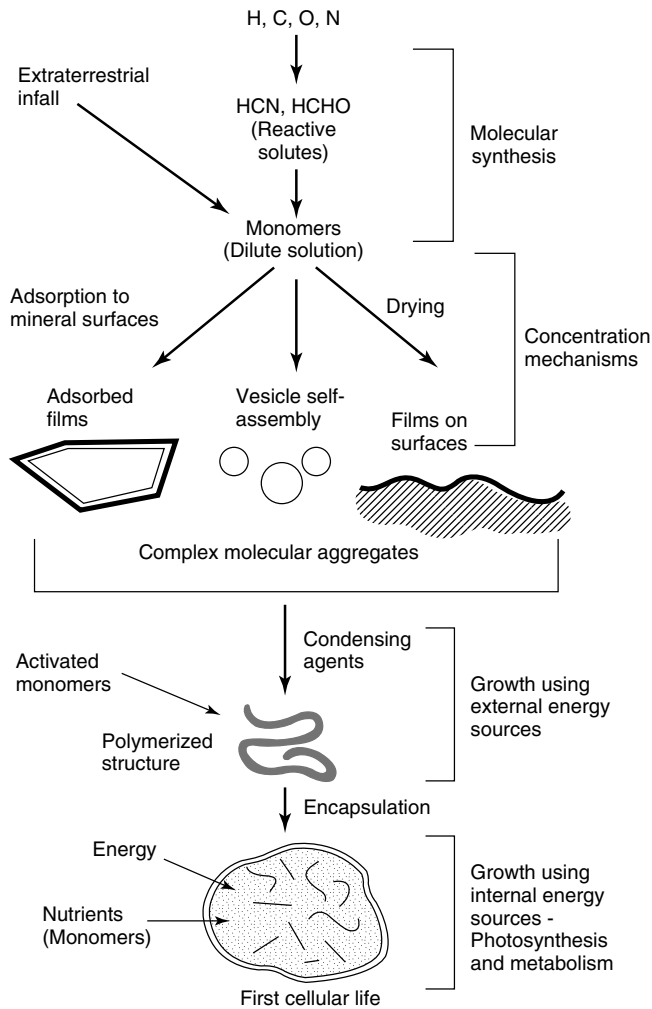 H, C, O, N
Extraterrestrial
infall
HCN, HCHO
(Reactive
solutes)
Molecular
synthesis
Monomers
(Dilute solution)
Adsorption to
mineral surfaces
Drying
Concentration
mechanisms
Adsorbed
films
Vesicle self-
assembly
Films on
surfaces
Complex molecular aggregates
Condensing
agents
Activated
monomers
Growth using
external energy
sources
Polymerized
structure
Encapsulation
Energy
Nutrients
(Monomers)
Growth using
internal energy
sources -
Photosynthesis
and metabolism
First cellular life